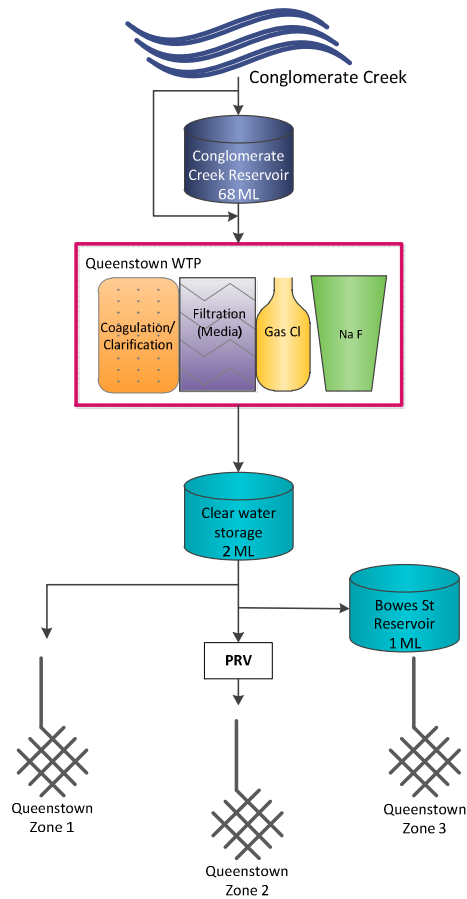 Conglomerate Creek
Conglomerate
Creek Reservoir
68 ML
Queenstown WTP
Coagulation/
Clarification
Filtration
(Media)
Gas Cl
Na F
Clear water
storage
2 ML
Bowes St
Reservoir
1 ML
PRV
Queenstown
Zone 1
Queenstown
Zone 2
Queenstown
Zone 3